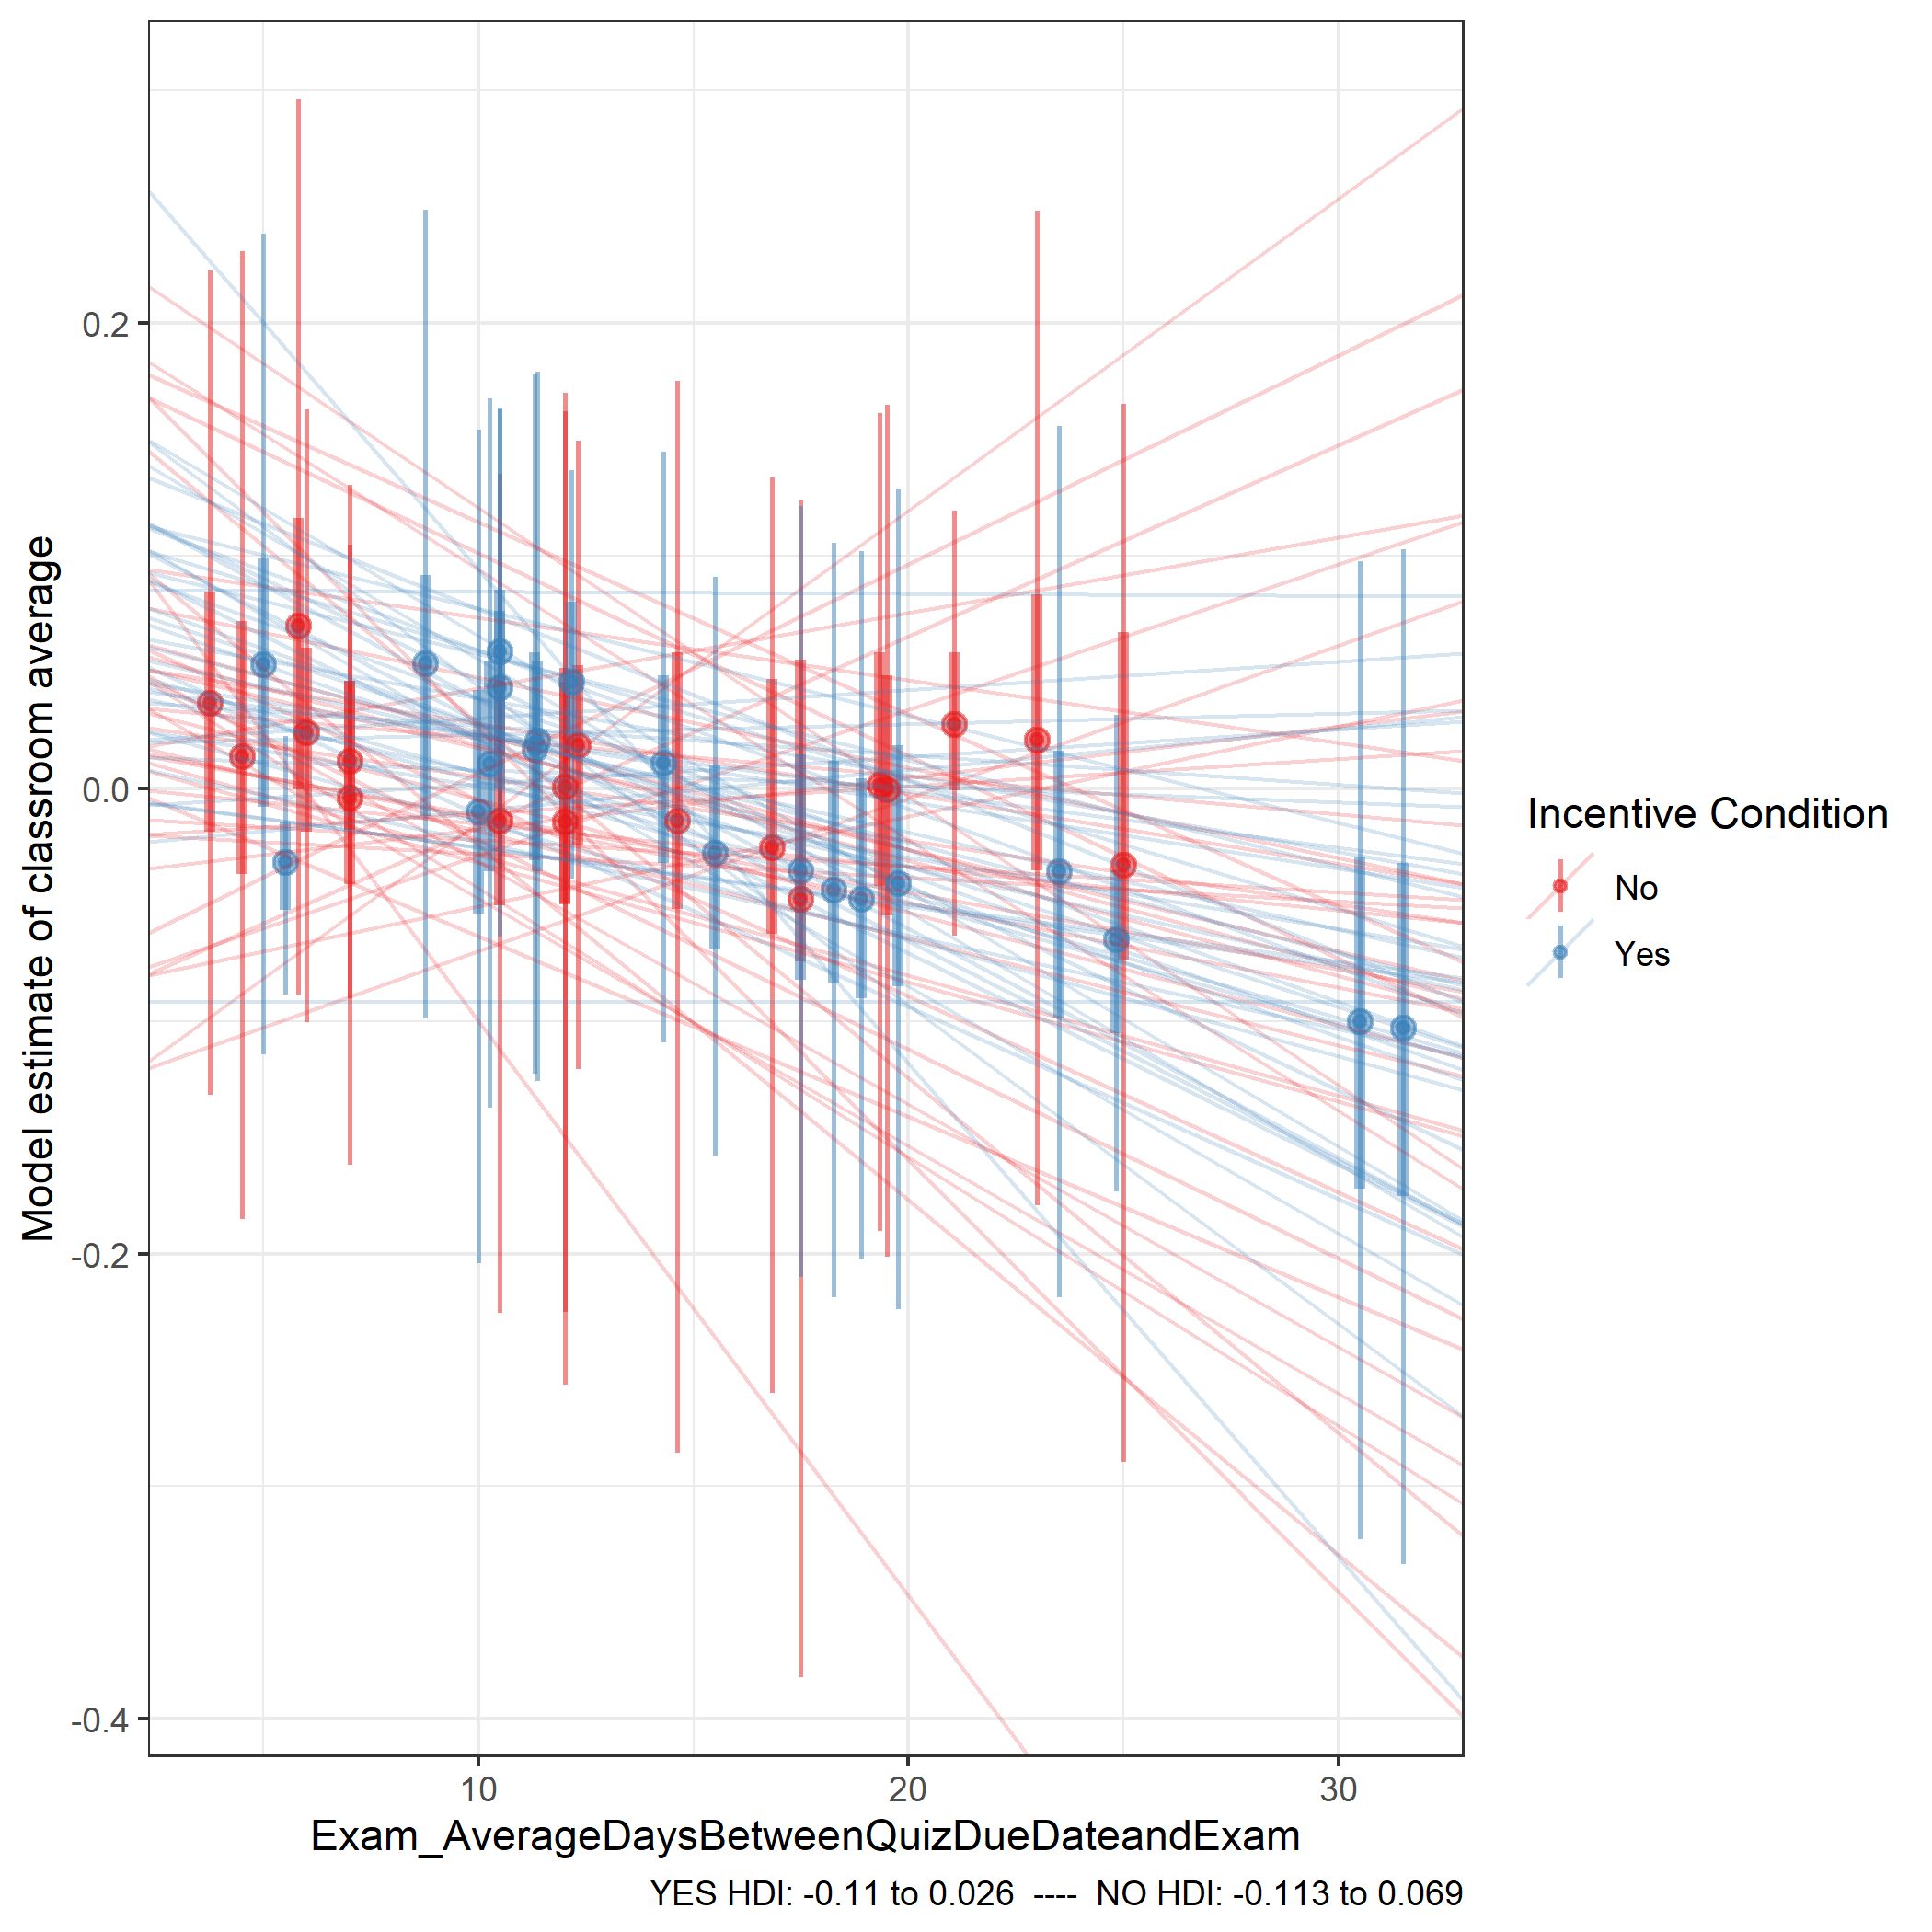 Model estimate of classroom average
0.2
0.0
-0.2
-0.4
10 20 30
Exam_AverageDaysBetweenQuizDueDateandExam
YES HDI: -0.11 to 0.026 ---- NO HDI: -0.113 to 0.069
Incentive Condition
No
Yes